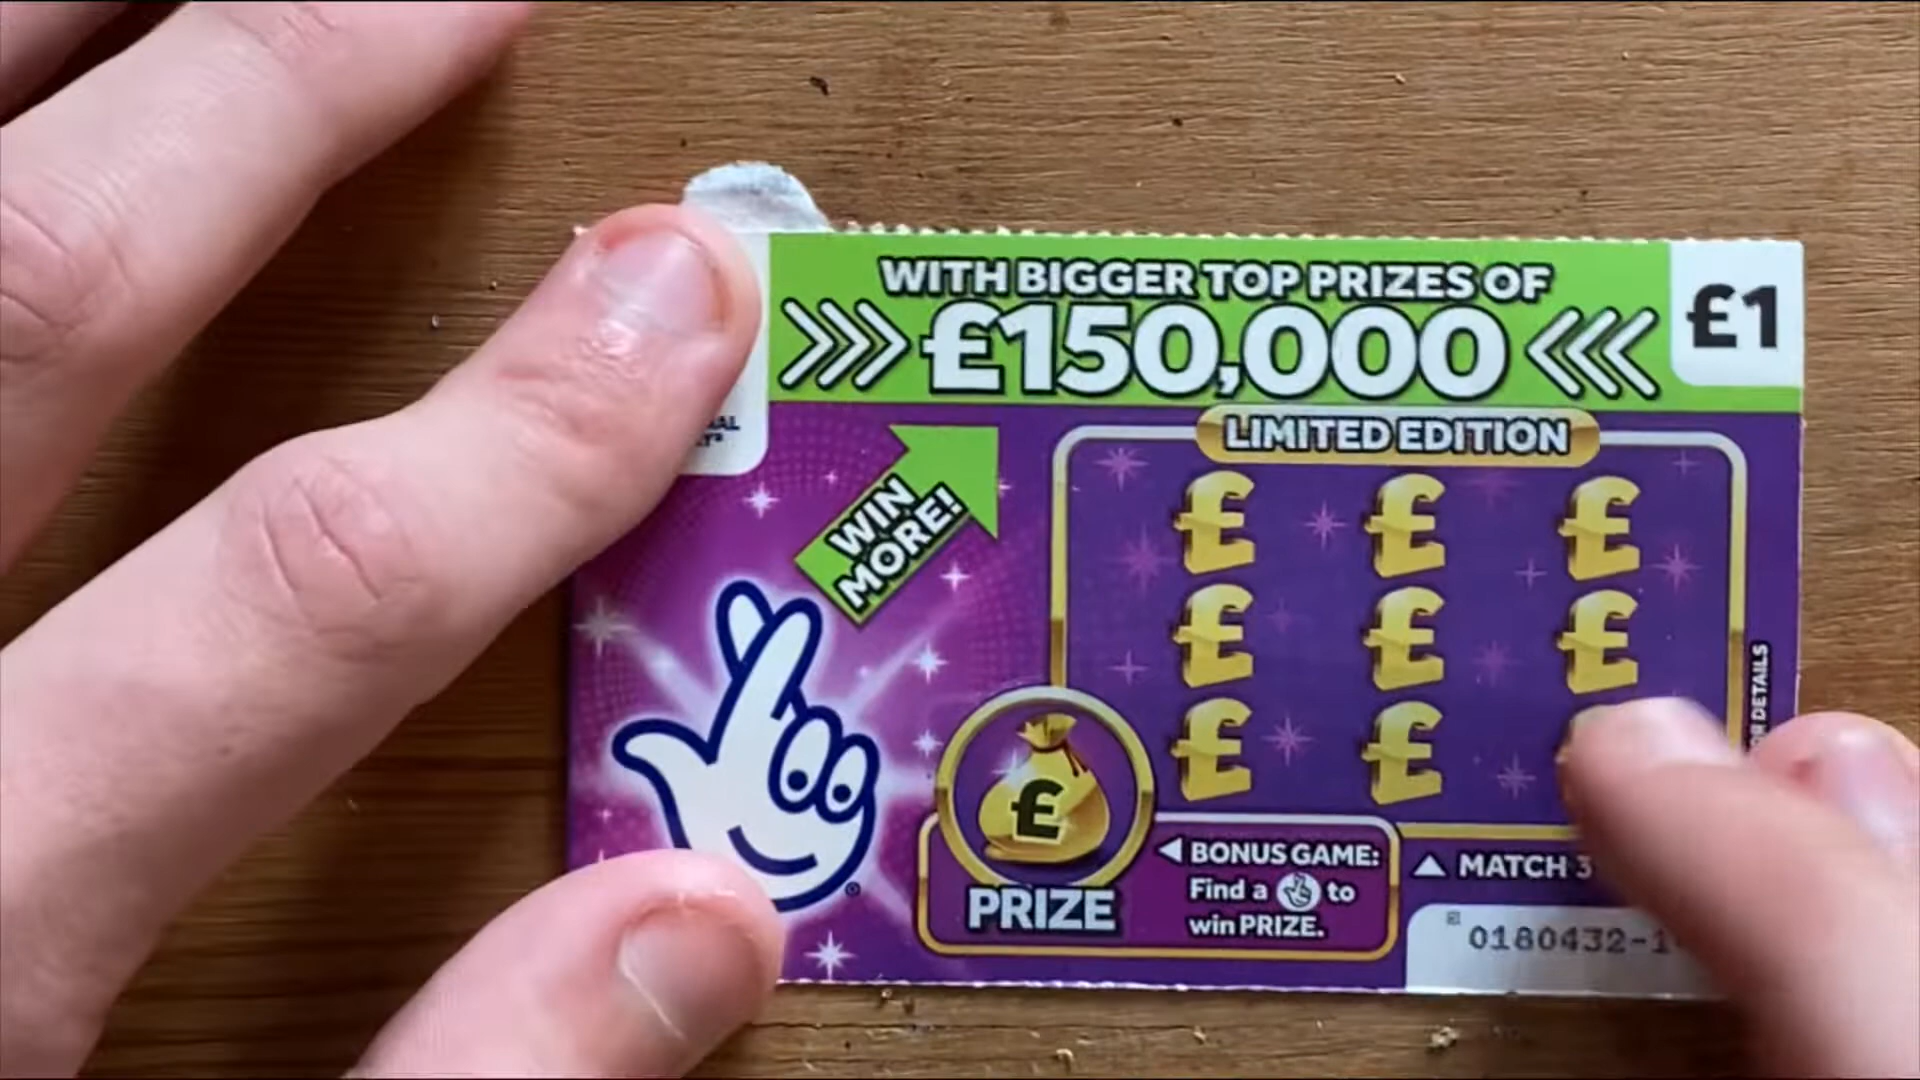 WITH BIGGER TOP PRIZES OF
£150,000
£1
LIMITED EDITION
WIN
MORE!
£ £ £
£ £ £
£ £
£
PRIZE
BONUS GAME:
Find a to
win PRIZE.
MATCH 3
0180432-1
DETAILS